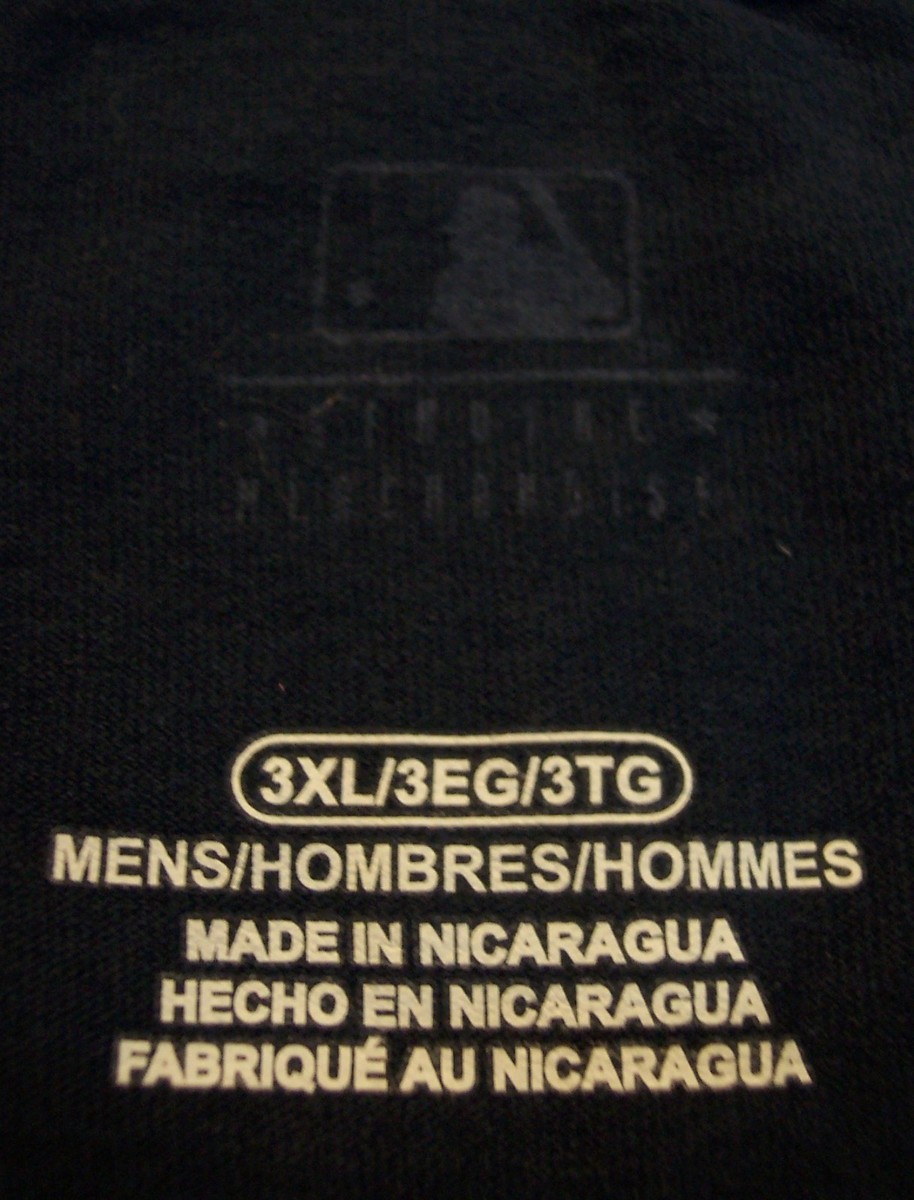 3XL/3EG/3TG
MENS/HOMBRES/HOMMES
MADE IN NICARAGUA
HECHO EN NICARAGUA
FABRIQUÉ AU NICARAGUA